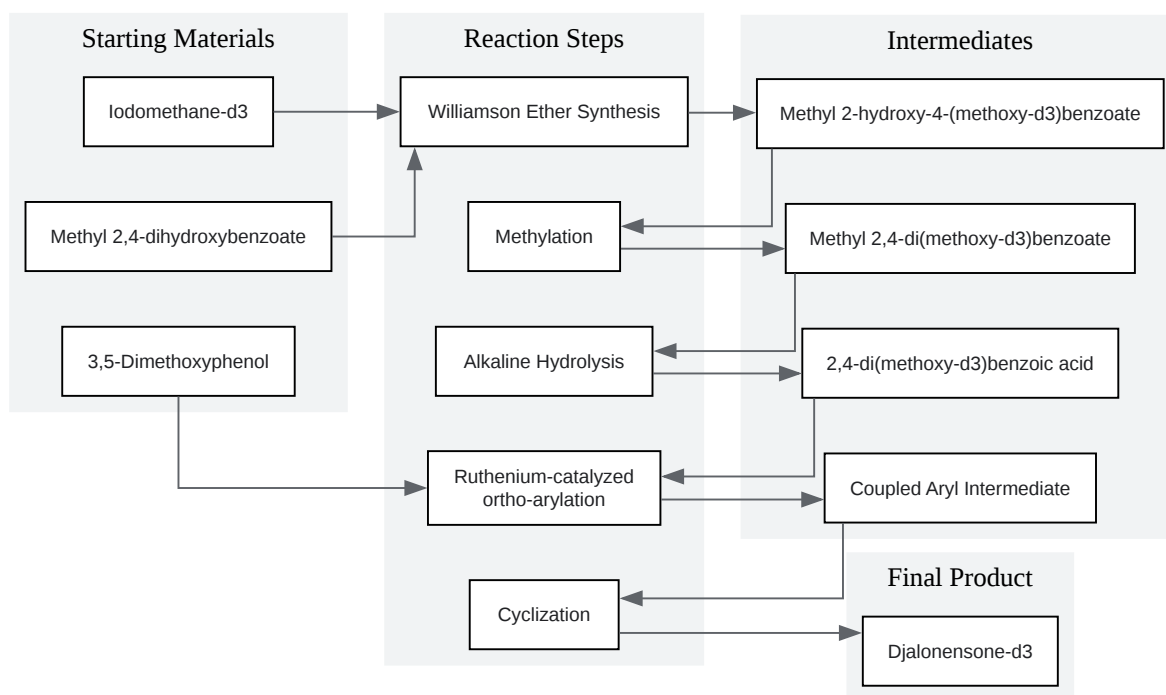 Starting Materials
Iodomethane-d3
Methyl 2,4-dihydroxybenzoate
3,5-Dimethoxyphenol
Reaction Steps
Williamson Ether Synthesis
Methylation
Alkaline Hydrolysis
Ruthenium-catalyzed
ortho-arylation
Cyclization
Intermediates
Methyl 2-hydroxy-4-(methoxy-d3)benzoate
Methyl 2,4-di(methoxy-d3)benzoate
2,4-di(methoxy-d3)benzoic acid
Coupled Aryl Intermediate
Final Product
Djalonensone-d3